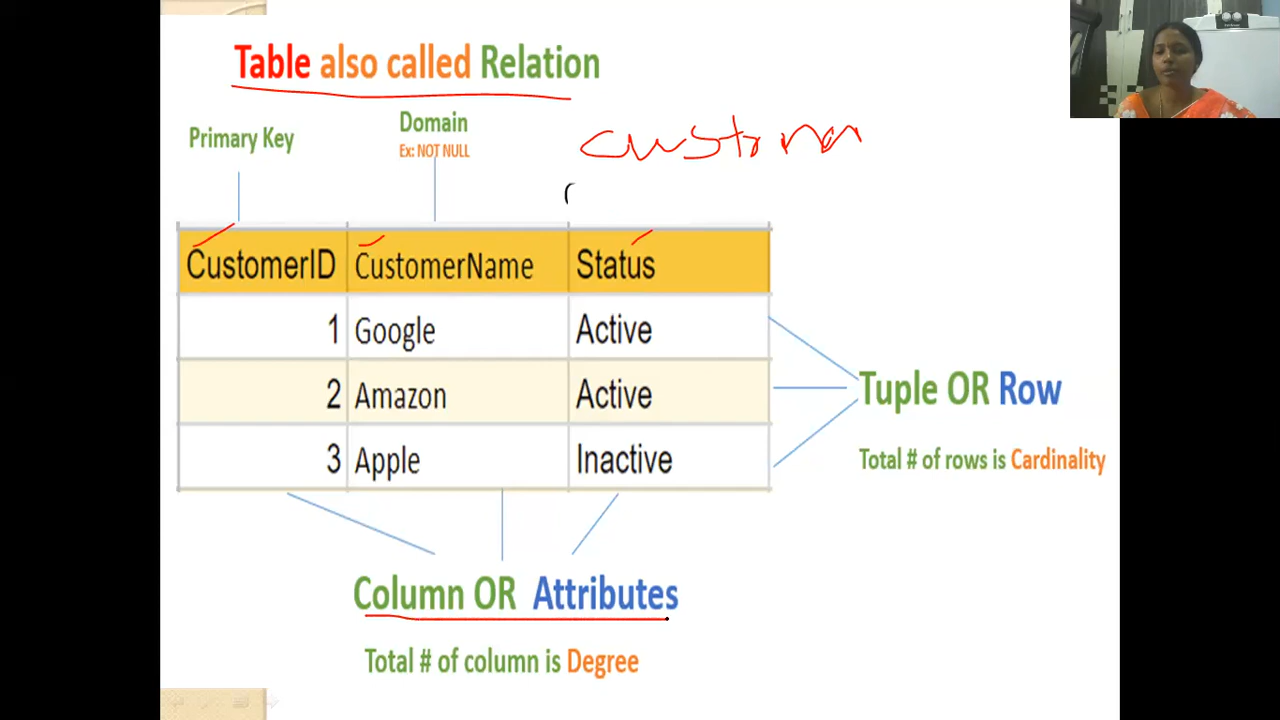 Table also called Relation
Primary Key
Domain
Ex: NOT NULL
CustomerID CustomerName Status
1 Google Active
2 Amazon Active
3 Apple Inactive
Tuple OR Row
Total # of rows is Cardinality
Column OR Attributes
Total # of column is Degree